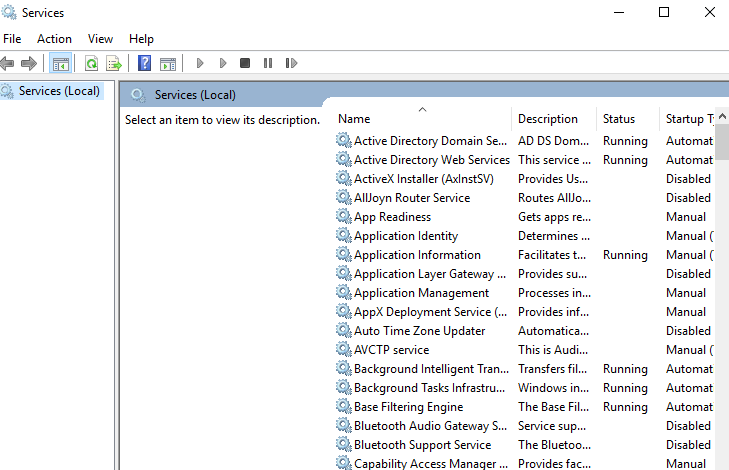 Services
File Action View Help
Services (Local)
Services (Local)
Select an item to view its description.
Name Description Status Startup Ty
Active Directory Domain Se... AD DS Dom... Running Automat
Active Directory Web Services This service ... Running Automat
ActiveX Installer (AxInstSV) Provides Us... Disabled
AllJoyn Router Service Routes AllJo... Disabled
App Readiness Gets apps re... Manual
Application Identity Determines ... Manual (
Application Information Facilitates t... Running Manual (
Application Layer Gateway ... Provides su... Disabled
Application Management Processes in... Manual
AppX Deployment Service (... Provides inf... Manual
Auto Time Zone Updater Automatica... Disabled
AVCTP service This is Audi... Manual (
Background Intelligent Tran... Transfers fil... Running Automat
Background Tasks Infrastru... Windows in... Running Automat
Base Filtering Engine The Base Fil... Running Automat
Bluetooth Audio Gateway S... Service sup... Disabled
Bluetooth Support Service The Bluetoo... Disabled
Capability Access Manager ... Provides fac... Manual